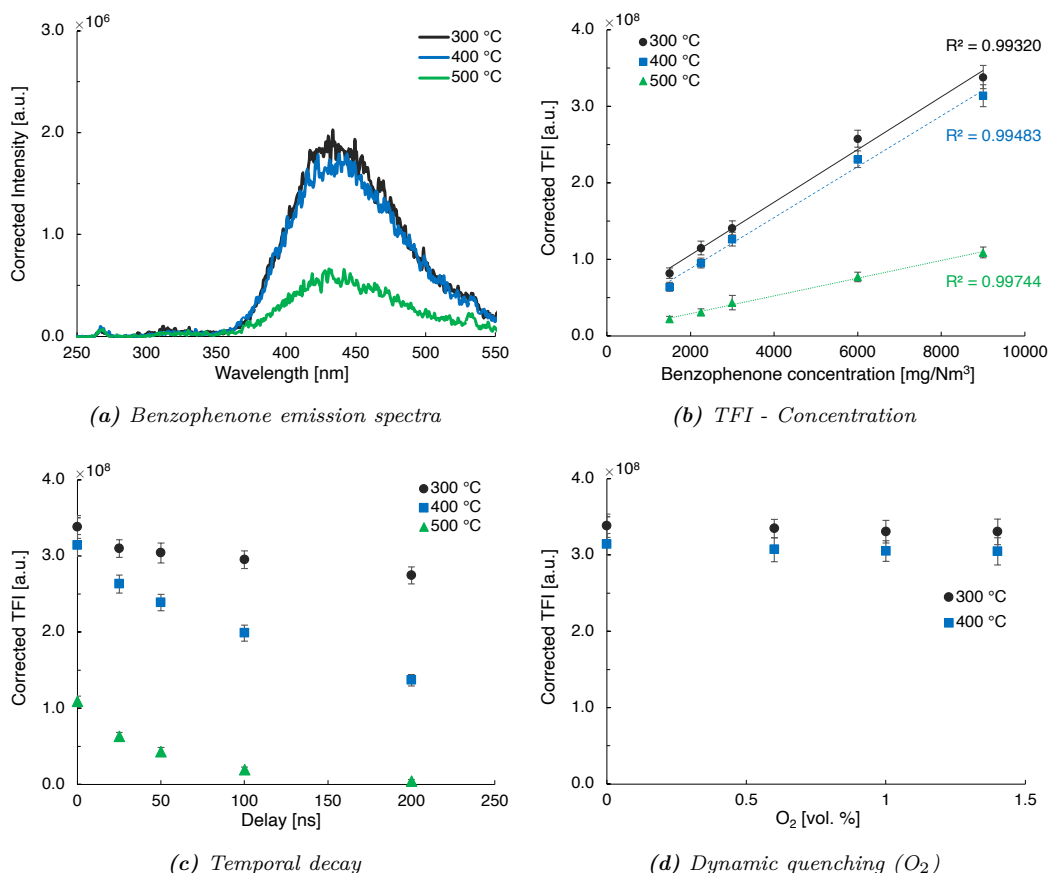 ×10⁶
3.0
2.0
1.0
0.0
Corrected Intensity [a.u.]
300 °C
400 °C
500 °C
250 300 350 400 450 500 550
Wavelength [nm]
(a) Benzophenone emission spectra
×10⁸
4.0
3.0
2.0
1.0
0.0
Corrected TFI [a.u.]
300 °C
400 °C
500 °C
R² = 0.99320
R² = 0.99483
R² = 0.99744
0 2000 4000 6000 8000 10000
Benzophenone concentration [mg/Nm³]
(b) TFI - Concentration
×10⁸
4.0
3.0
2.0
1.0
0.0
Corrected TFI [a.u.]
300 °C
400 °C
500 °C
0 50 100 150 200 250
Delay [ns]
(c) Temporal decay
×10⁸
4.0
3.0
2.0
1.0
0.0
Corrected TFI [a.u.]
300 °C
400 °C
0 0.5 1 1.5
O₂ [vol. %]
(d) Dynamic quenching (O₂)